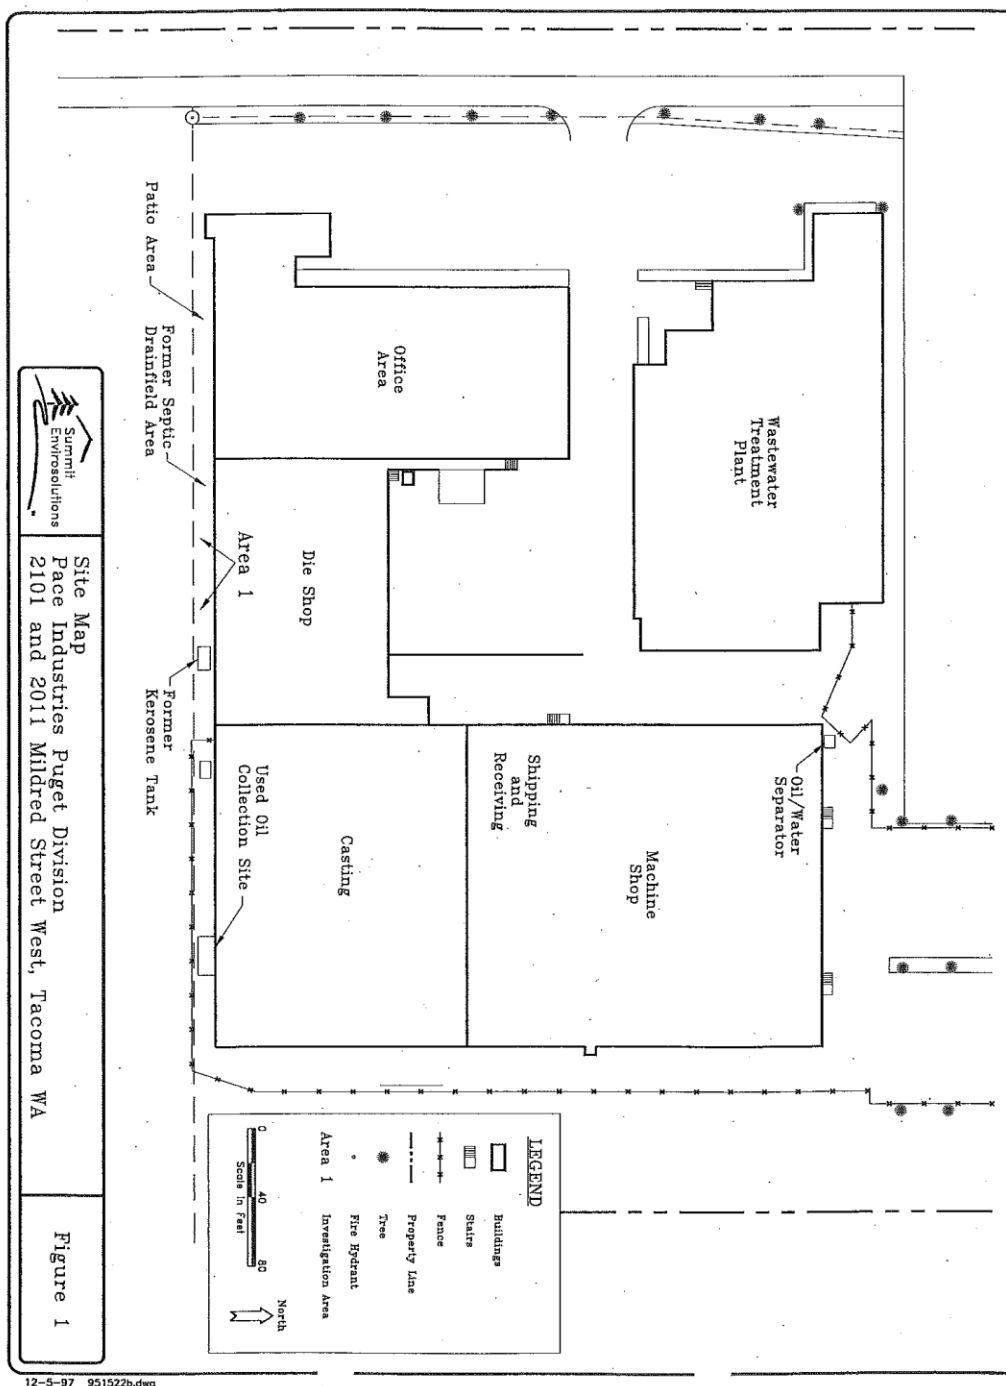 Patio Area
Former Septic
Drainfield Area
Area 1
Former
Kerosene Tank
Used Oil
Collection Site
Office
Area
Die Shop
Casting
Wastewater
Treatment
Plant
Shipping
and
Receiving
Machine
Shop
Oil/Water
Separator
LEGEND
Buildings
Stairs
Fence
Property Line
Tree
Fire Hydrant
Area 1
Investigation Area
0
40
80
Scale In Feet
North
Summit
Envirosolutions
™
Site Map
Pace Industries Puget Division
2101 and 2011 Mildred Street West, Tacoma WA
Figure 1
12-5-97 951522b.dwg